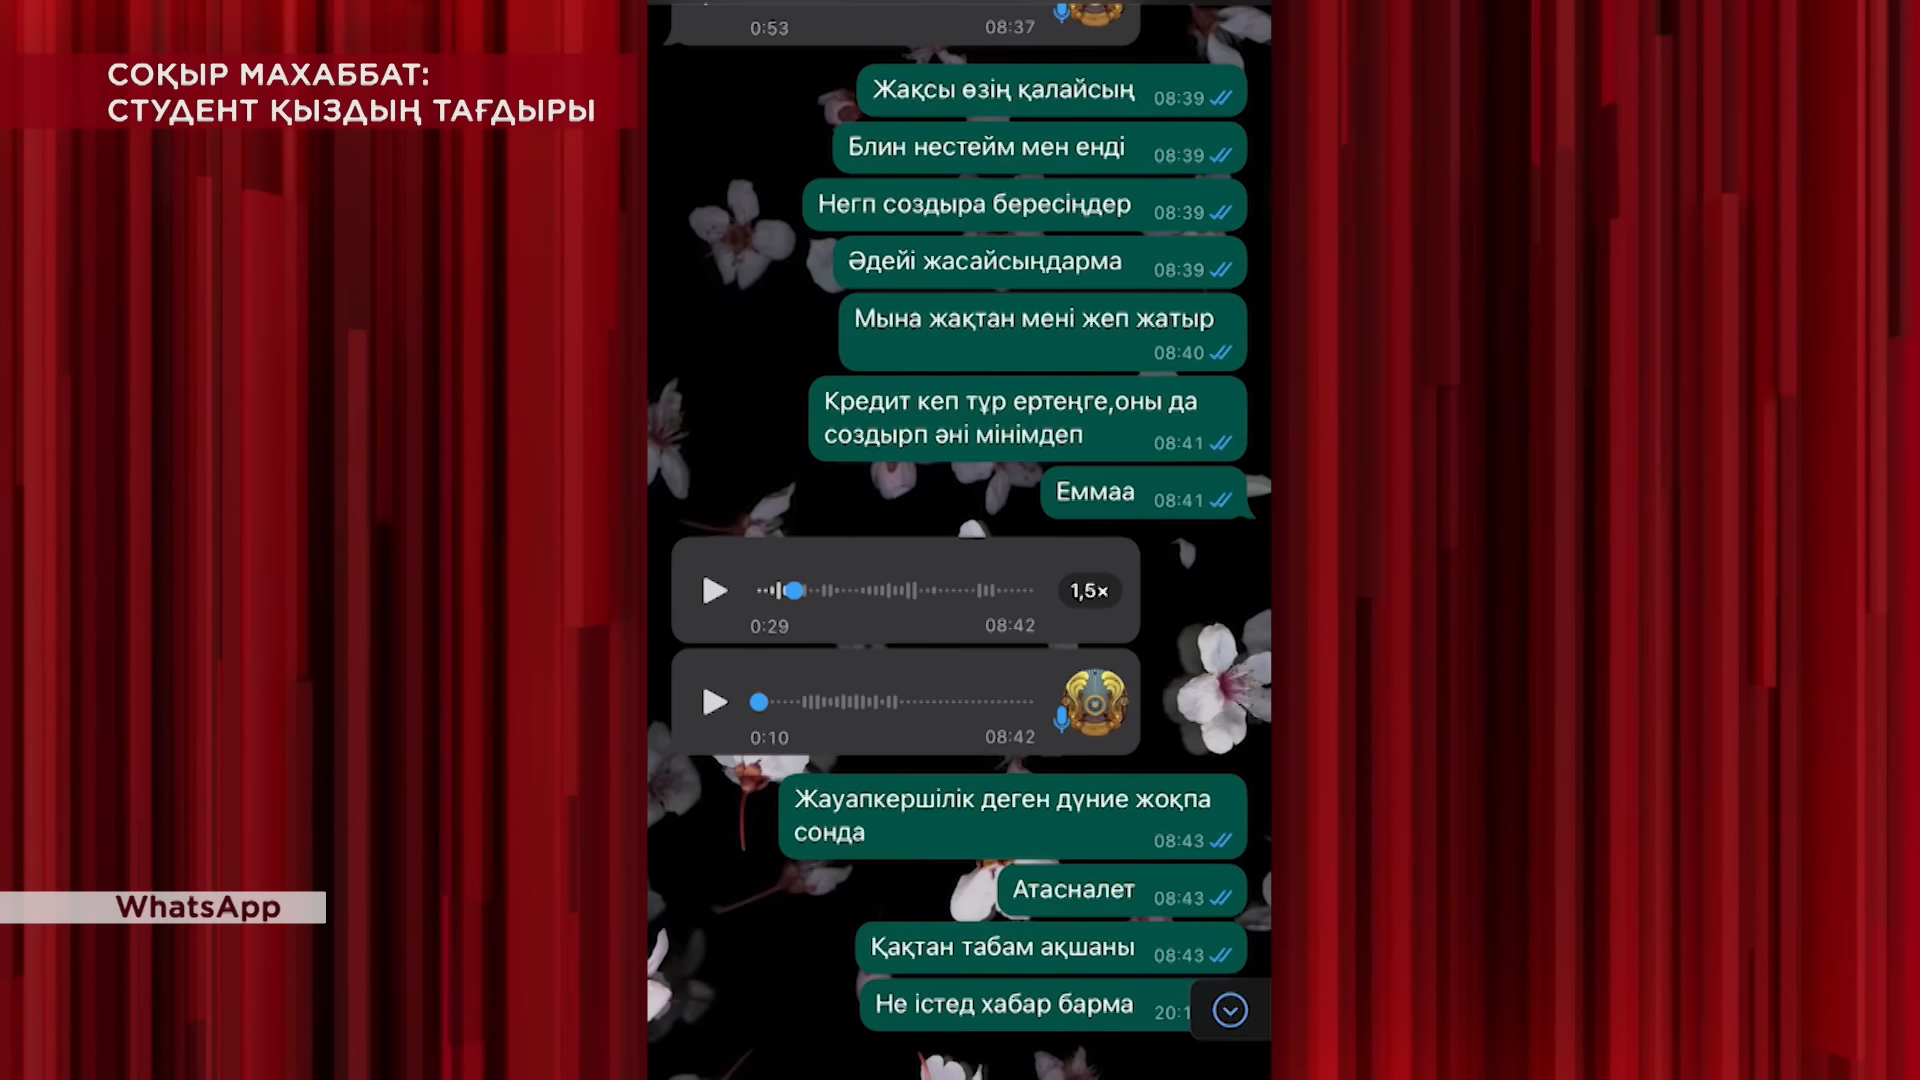 СОҚЫР МАХАББАТ:
СТУДЕНТ ҚЫЗДЫҢ ТАҒДЫРЫ
0:53 08:37
Жақсы өзің қалайсың 08:39
Блин нестейм мен енді 08:39
Негп создыра бересіңдер 08:39
Әдейі жасайсыңдарма 08:39
Мына жақтан мені жеп жатыр
08:40
Кредит кеп тұр ертеңге,оны да
создырп әні мінімдеп 08:41
Еммаа 08:41
1,5×
0:29 08:42
0:10 08:42
Жауапкершілік деген дүние жоқпа
сонда 08:43
Атасналет 08:43
WhatsApp
Қақтан табам ақшаны 08:43
Не істед хабар барма